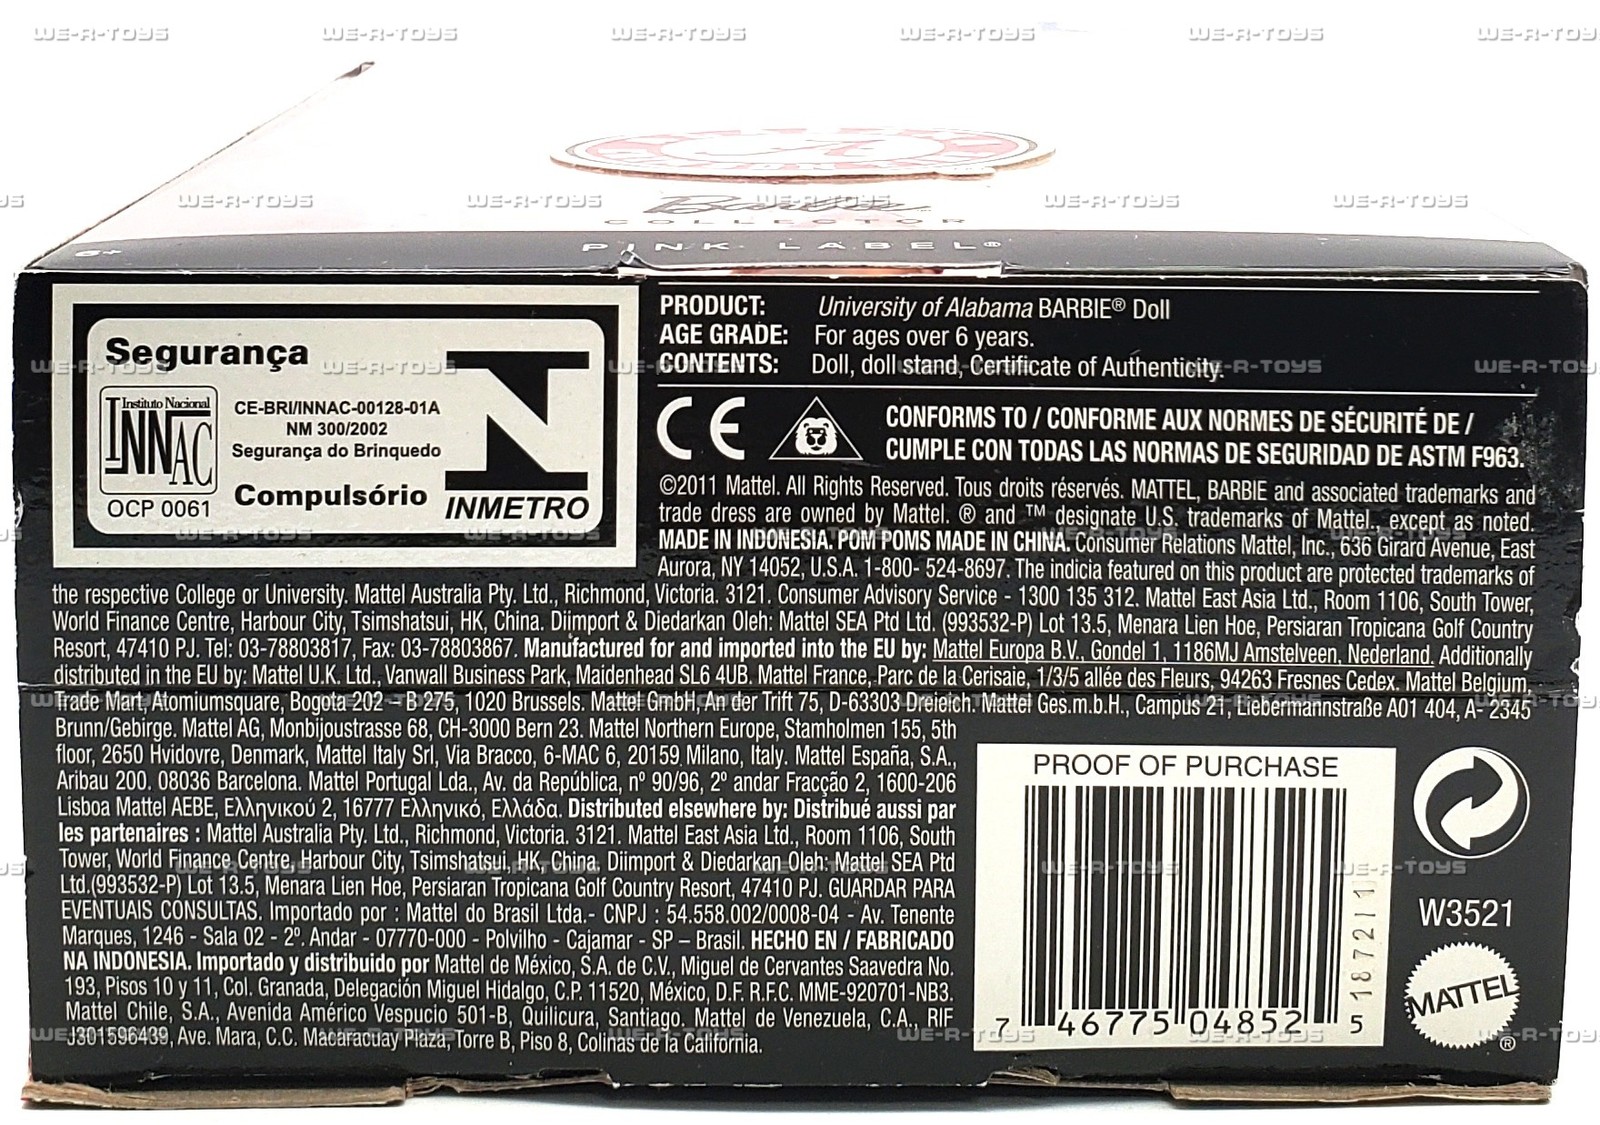 6+
Barbie
COLLECTOR
PINK LABEL®
Segurança
Instituto Nacional
INNAC
OCP 0061
CE-BRI/INNAC-00128-01A
NM 300/2002
Segurança do Brinquedo
Compulsório
INMETRO
PRODUCT: University of Alabama BARBIE® Doll
AGE GRADE: For ages over 6 years.
CONTENTS: Doll, doll stand, Certificate of Authenticity.
CE
CONFORMS TO / CONFORME AUX NORMES DE SÉCURITÉ DE /
CUMPLE CON TODAS LAS NORMAS DE SEGURIDAD DE ASTM F963.
©2011 Mattel. All Rights Reserved. Tous droits réservés. MATTEL, BARBIE and associated trademarks and
trade dress are owned by Mattel. ® and ™ designate U.S. trademarks of Mattel., except as noted.
MADE IN INDONESIA. POM POMS MADE IN CHINA. Consumer Relations Mattel, Inc., 636 Girard Avenue, East
Aurora, NY 14052, U.S.A. 1-800- 524-8697. The indicia featured on this product are protected trademarks of
the respective College or University. Mattel Australia Pty. Ltd., Richmond, Victoria. 3121. Consumer Advisory Service - 1300 135 312. Mattel East Asia Ltd., Room 1106, South Tower,
World Finance Centre, Harbour City, Tsimshatsui, HK, China. Diimport & Diedarkan Oleh: Mattel SEA Ptd Ltd. (993532-P) Lot 13.5, Menara Lien Hoe, Persiaran Tropicana Golf Country
Resort, 47410 PJ. Tel: 03-78803817, Fax: 03-78803867. Manufactured for and imported into the EU by: Mattel Europa B.V., Gondel 1, 1186MJ Amstelveen, Nederland. Additionally
distributed in the EU by: Mattel U.K. Ltd., Vanwall Business Park, Maidenhead SL6 4UB. Mattel France, Parc de la Cerisaie, 1/3/5 allée des Fleurs, 94263 Fresnes Cedex. Mattel Belgium,
Trade Mart Atomiumsquare, Bogota 202 - B 275, 1020 Brussels. Mattel GmbH, An der Trift 75, D-63303 Dreieich. Mattel Ges.m.b.H., Campus 21, Liebermannstraße A01 404, A- 2345
Brunn/Gebirge. Mattel AG, Monbijoustrasse 68, CH-3000 Bern 23. Mattel Northern Europe, Stamholmen 155, 5th
floor, 2650 Hvidovre, Denmark, Mattel Italy Srl, Via Bracco, 6-MAC 6, 20159 Milano, Italy. Mattel España, S.A.,
Aribau 200. 08036 Barcelona. Mattel Portugal Lda., Av. da República, nº 90/96, 2º andar Fracção 2, 1600-206
Lisboa Mattel AEBE, Ελληνικού 2, 16777 Ελληνικό, Ελλάδα. Distributed elsewhere by: Distribué aussi par
les partenaires : Mattel Australia Pty. Ltd., Richmond, Victoria. 3121. Mattel East Asia Ltd., Room 1106, South
Tower, World Finance Centre, Harbour City, Tsimshatsui, HK, China. Diimport & Diedarkan Oleh: Mattel SEA Ptd
Ltd.(993532-P) Lot 13.5, Menara Lien Hoe, Persiaran Tropicana Golf Country Resort, 47410 PJ. GUARDAR PARA
EVENTUAIS CONSULTAS. Importado por : Mattel do Brasil Ltda.- CNPJ : 54.558.002/0008-04 - Av. Tenente
Marques, 1246 - Sala 02 - 2º. Andar - 07770-000 - Polvilho - Cajamar - SP – Brasil. HECHO EN / FABRICADO
NA INDONESIA. Importado y distribuido por Mattel de México, S.A. de C.V., Miguel de Cervantes Saavedra No.
193, Pisos 10 y 11, Col. Granada, Delegación Miguel Hidalgo, C.P. 11520, México, D.F. R.F.C. MME-920701-NB3.
Mattel Chile, S.A., Avenida Américo Vespucio 501-B, Quilicura, Santiago. Mattel de Venezuela, C.A., RIF
J301596439, Ave. Mara, C.C. Macaracuay Plaza, Torre B, Piso 8, Colinas de la California.
PROOF OF PURCHASE
7 46775 04852 5
5187211
W3521
MATTEL
®
WE-R-TOYS